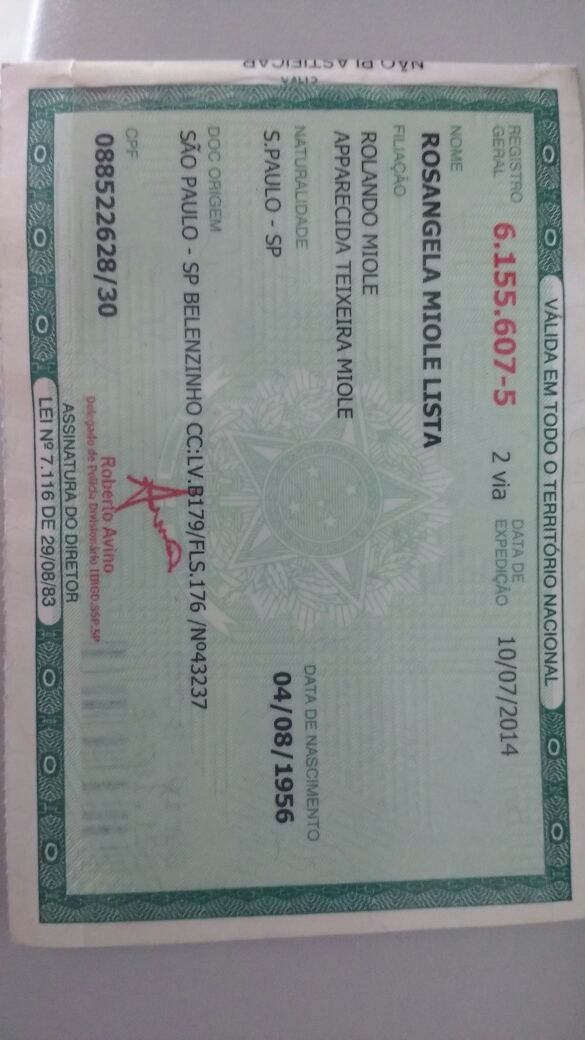 NÃO PLASTIFICAR
VÁLIDA EM TODO O TERRITÓRIO NACIONAL
REGISTRO GERAL 6.155.607-5 2 via DATA DE EXPEDIÇÃO 10/07/2014
NOME
ROSANGELA MIOLE LISTA
FILIAÇÃO
ROLANDO MIOLE
APPARECIDA TEIXEIRA MIOLE
NATURALIDADE DATA DE NASCIMENTO
S.PAULO - SP 04/08/1956
DOC ORIGEM
SÃO PAULO - SP BELENZINHO CC:LV.B179/FLS.176 /Nº43237
CPF
088522628/30
Roberto Avino
Delegado de Polícia Divisionário IIRGD.SSP.SP
ASSINATURA DO DIRETOR
LEI Nº 7.116 DE 29/08/83